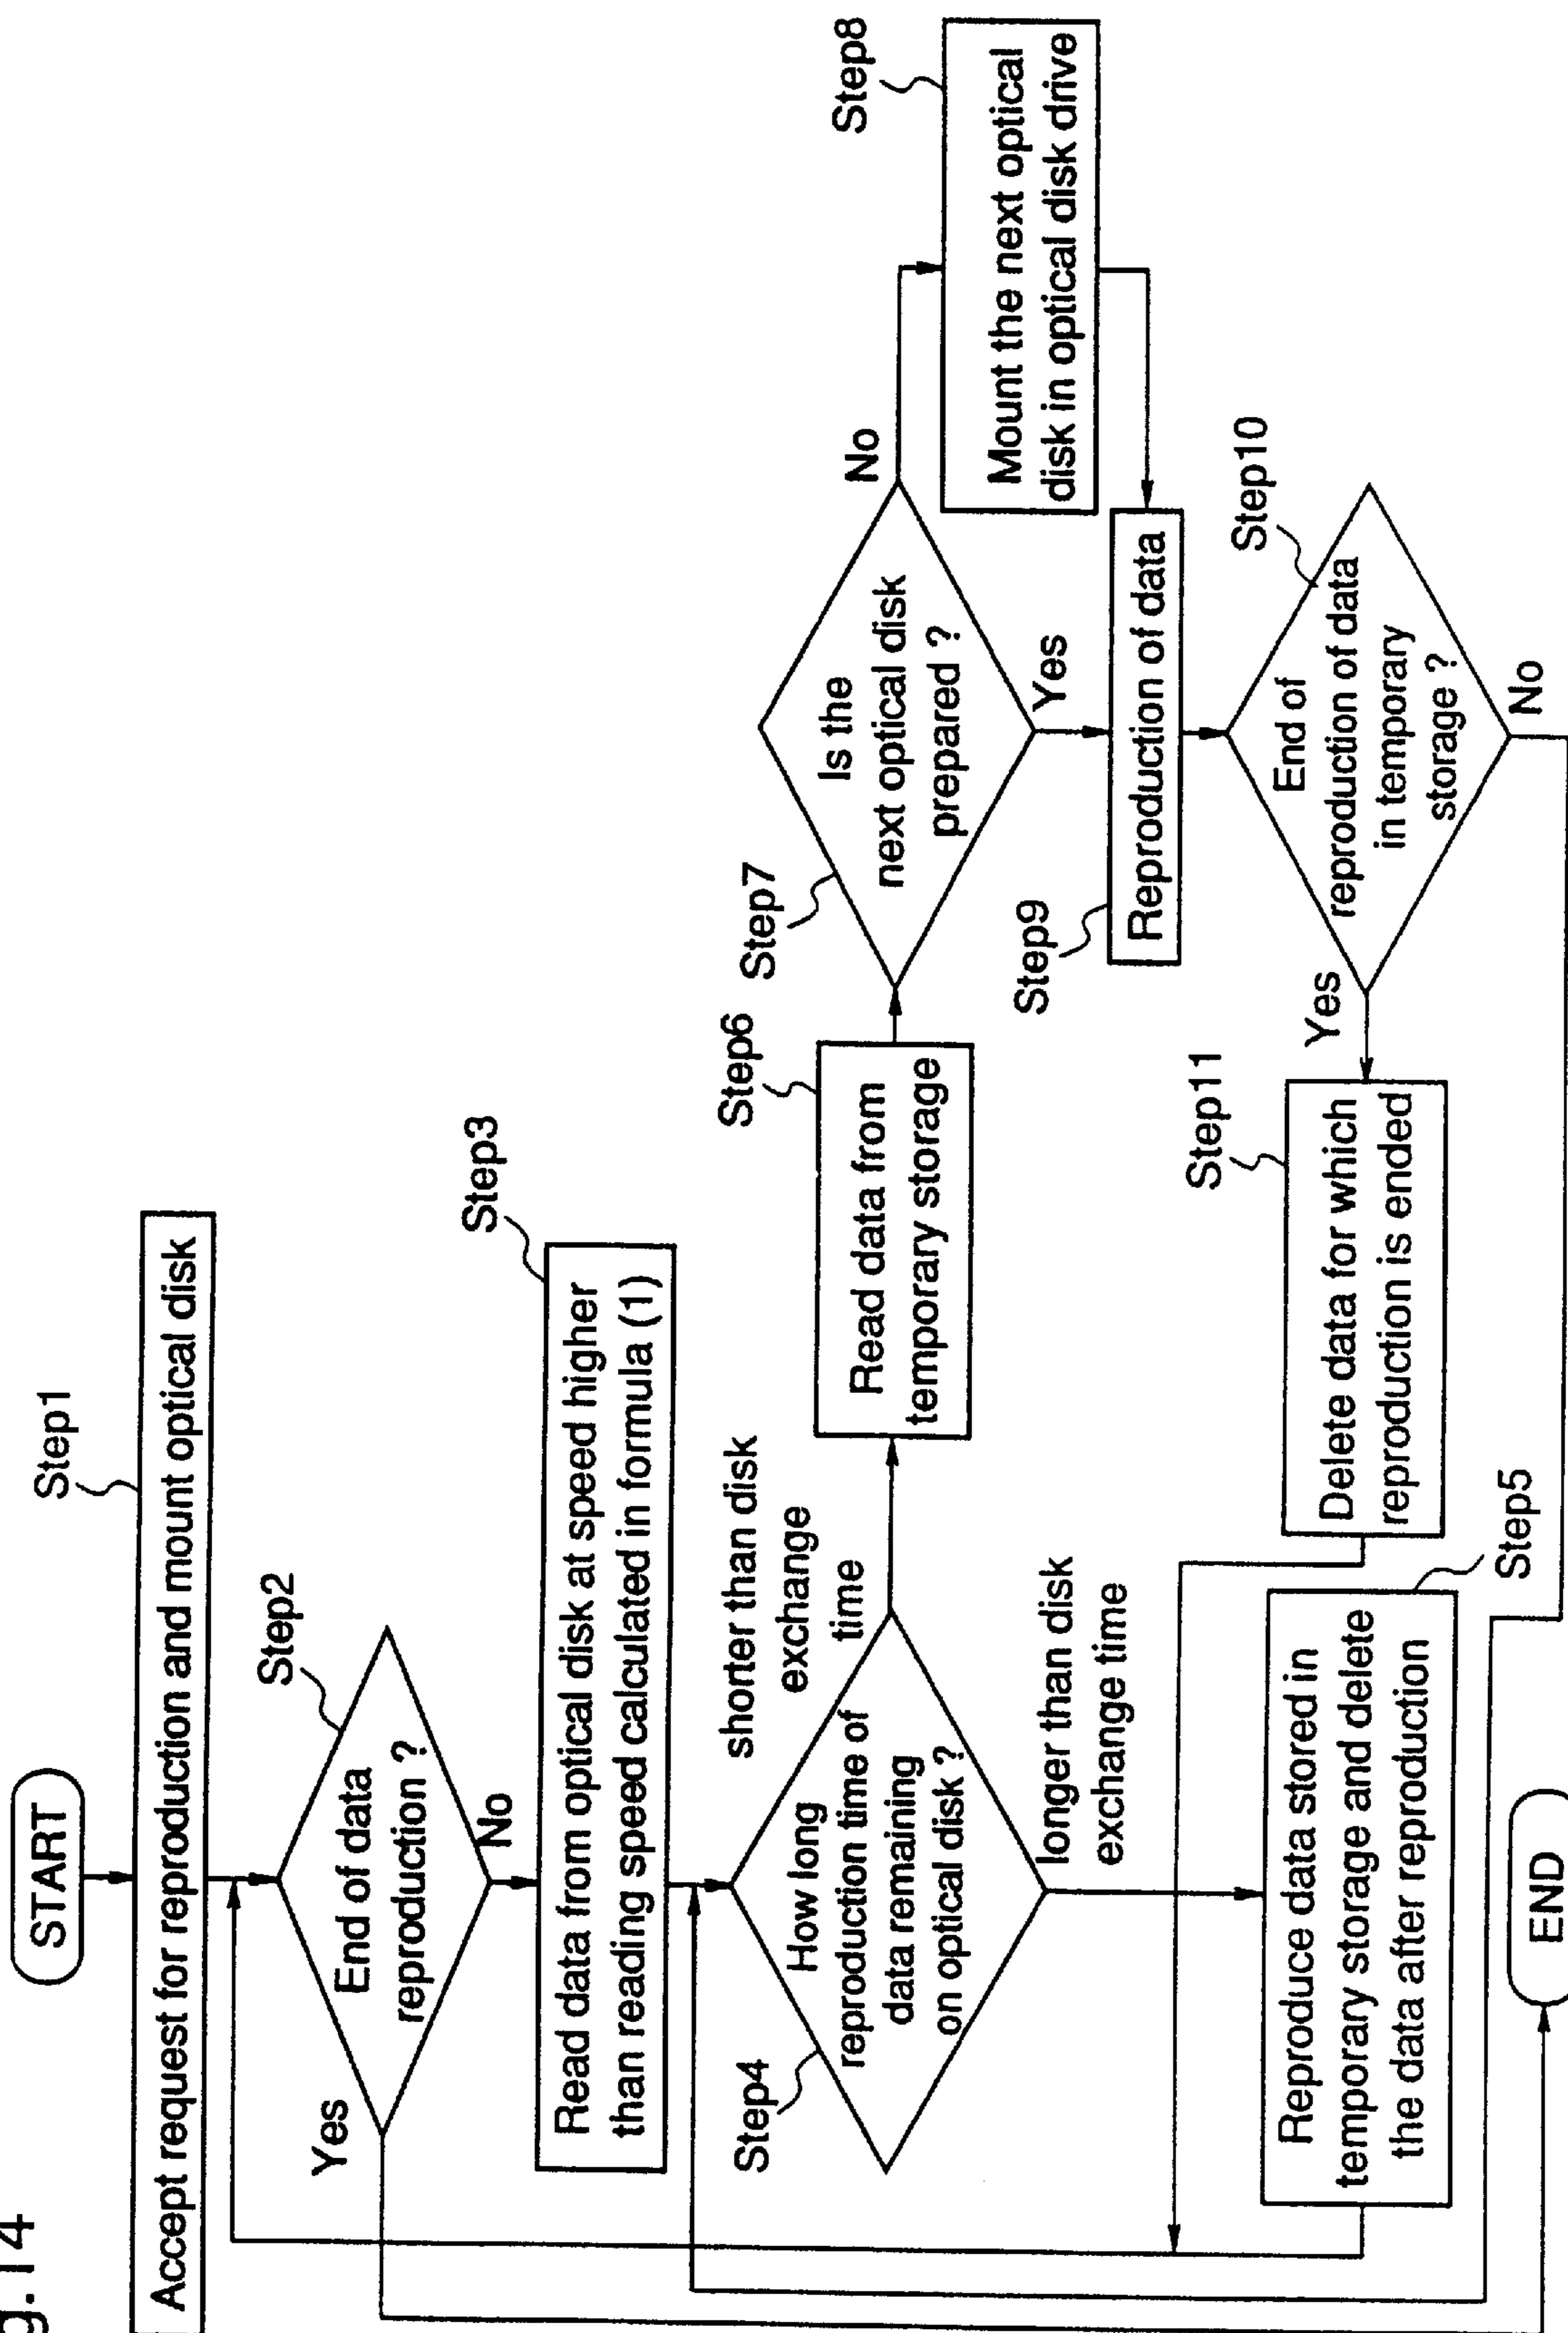 g.14
START
Step1
Accept request for reproduction and mount optical disk
Step2
End of data
reproduction ?
Yes
No
Step3
Read data from optical disk at speed higher
than reading speed calculated in formula (1)
Step4
How long
reproduction time of
data remaining
on optical disk ?
shorter than disk
exchange
time
longer than disk
exchange time
Reproduce data stored in
temporary storage and delete
the data after reproduction
Step5
END
Step6
Read data from
temporary storage
Step7
Is the
next optical disk
prepared ?
No
Yes
Step8
Mount the next optical
disk in optical disk drive
Step9
Reproduction of data
Step10
End of
reproduction of data
in temporary
storage ?
Yes
No
Step11
Delete data for which
reproduction is ended